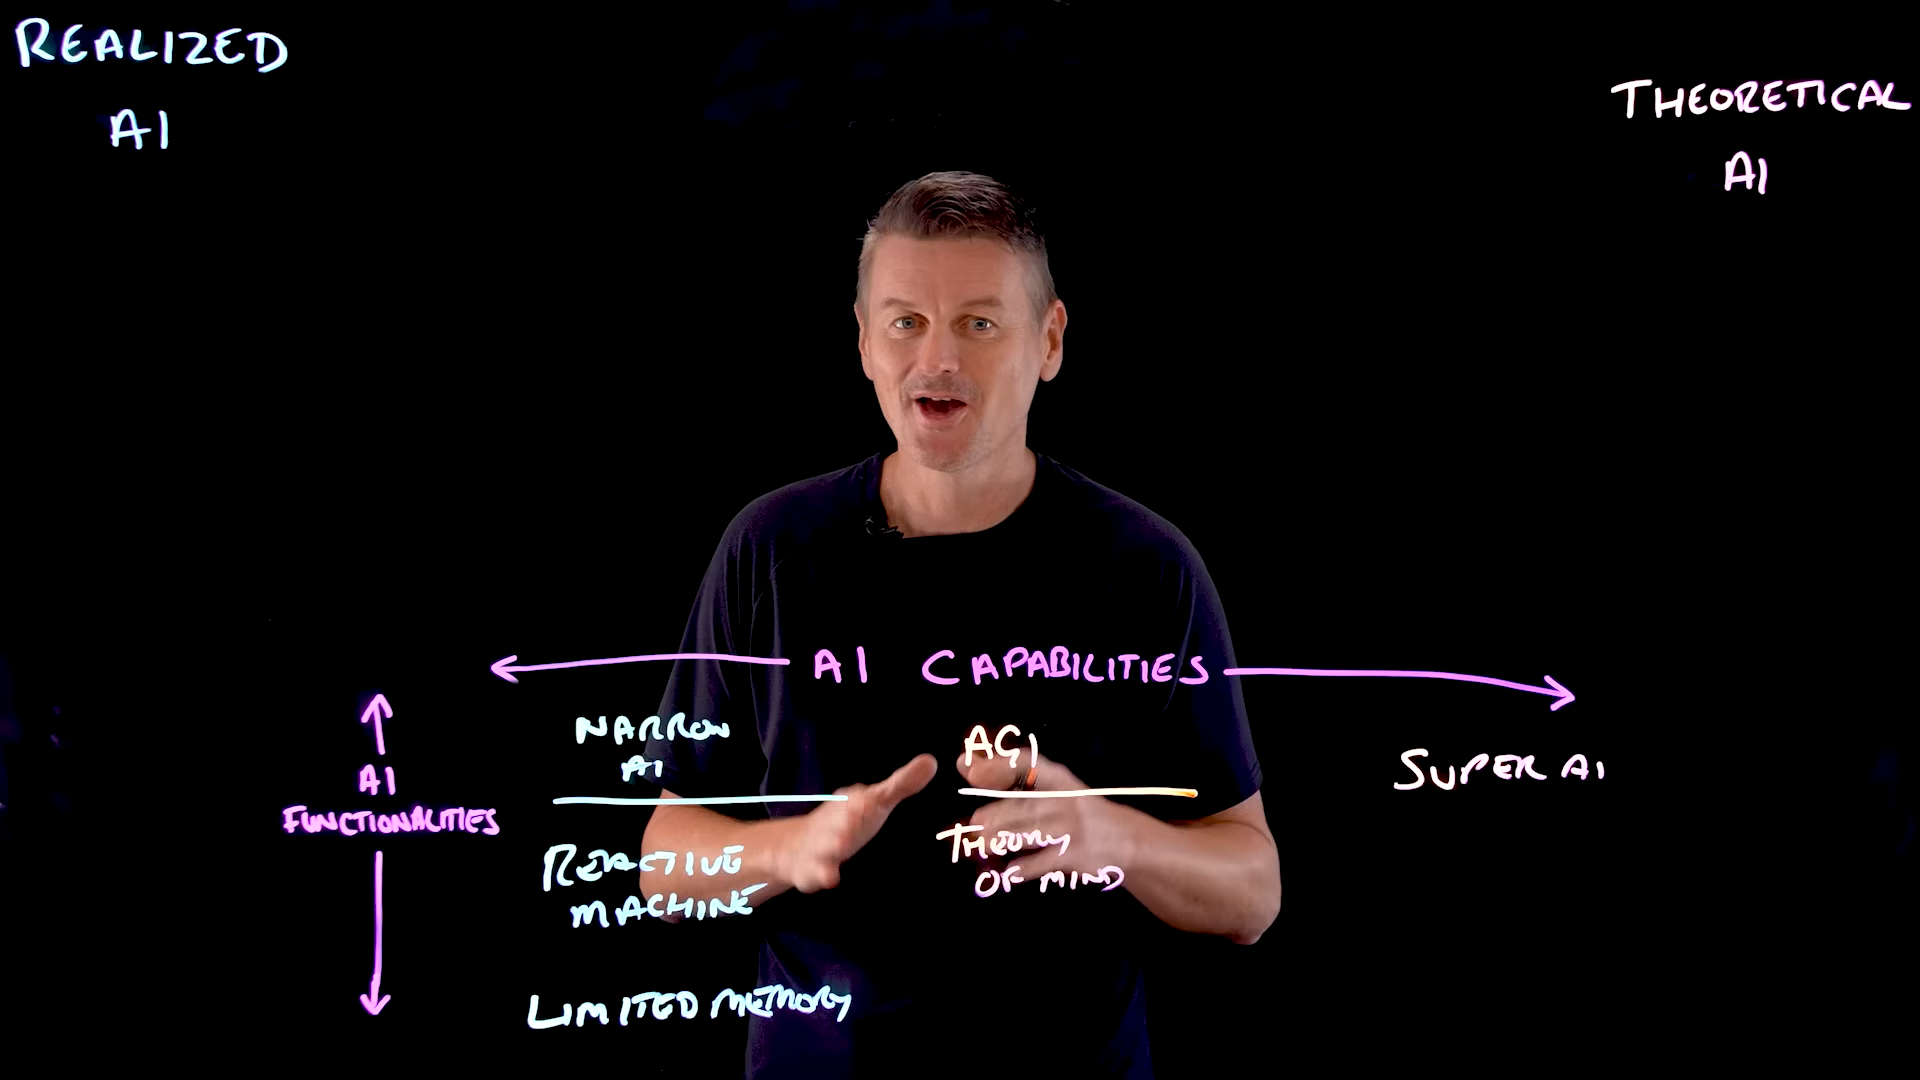 REALIZED
AI
THEORETICAL
AI
AI CAPABILITIES
AI
FUNCTIONALITIES
NARROW
AI
REACTIVE
MACHINE
LIMITED MEMORY
AGI
THEORY
OF MIND
SUPER AI